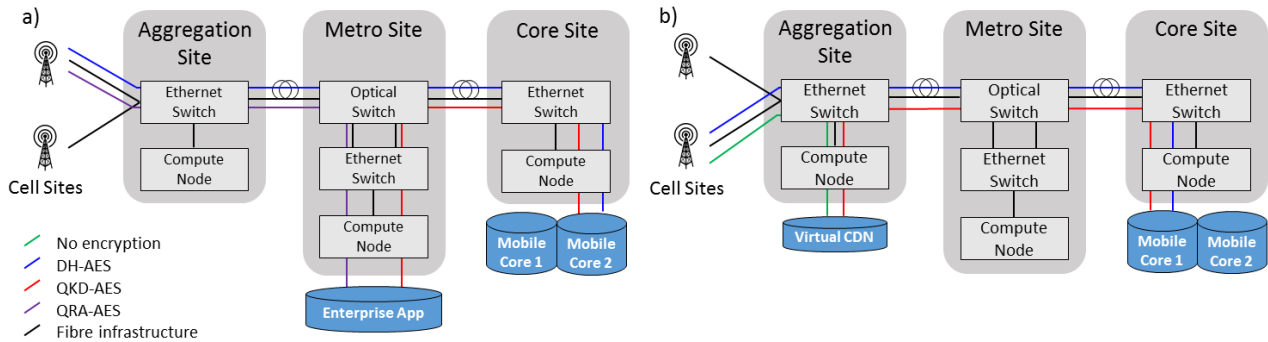 a)
Aggregation
Site
Metro Site
Core Site
Ethernet
Switch
Optical
Switch
Ethernet
Switch
Compute
Node
Ethernet
Switch
Compute
Node
Compute
Node
Cell Sites
Mobile
Core 1
Mobile
Core 2
Enterprise App
No encryption
DH-AES
QKD-AES
QRA-AES
Fibre infrastructure
b)
Aggregation
Site
Metro Site
Core Site
Ethernet
Switch
Optical
Switch
Ethernet
Switch
Compute
Node
Ethernet
Switch
Compute
Node
Compute
Node
Cell Sites
Virtual CDN
Mobile
Core 1
Mobile
Core 2